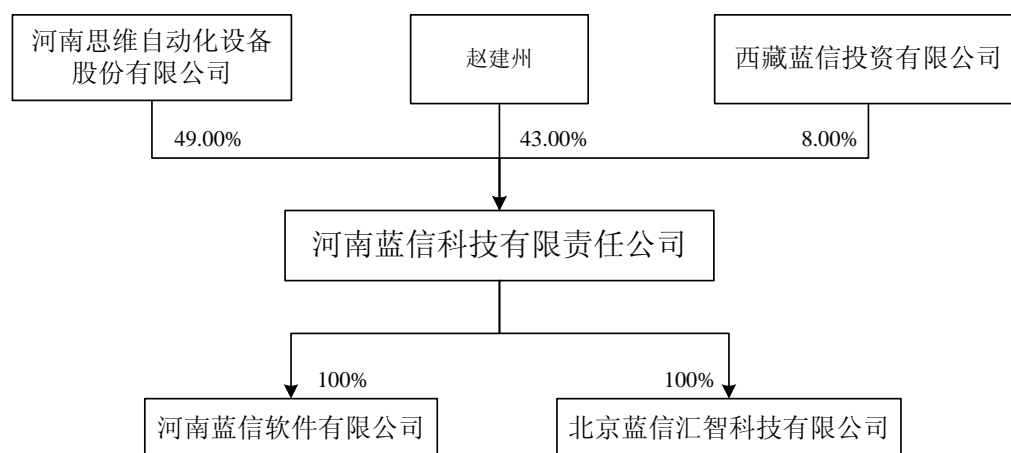 河南思维自动化设备
股份有限公司
赵建州
西藏蓝信投资有限公司
49.00%
43.00%
8.00%
河南蓝信科技有限责任公司
100%
100%
河南蓝信软件有限公司
北京蓝信汇智科技有限公司